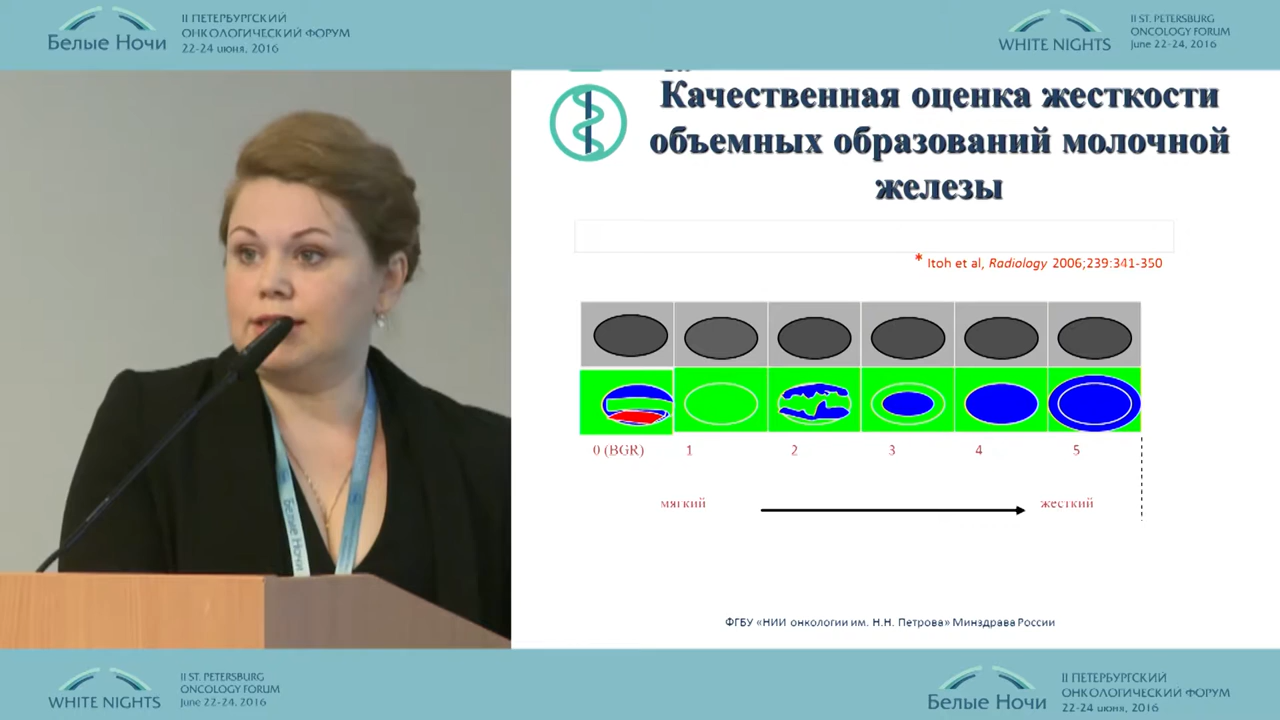 Белые Ночи
II ПЕТЕРБУРГСКИЙ
ОНКОЛОГИЧЕСКИЙ ФОРУМ
22-24 июня, 2016
WHITE NIGHTS
II ST. PETERSBURG
ONCOLOGY FORUM
June 22-24, 2016
Качественная оценка жесткости
объемных образований молочной
железы
* Itoh et al, Radiology 2006;239:341-350
0 (BGR) 1 2 3 4 5
мягкий жесткий
ФГБУ «НИИ онкологии им. Н.Н. Петрова» Минздрава России
Белые Ночи
WHITE NIGHTS
II ST. PETERSBURG
ONCOLOGY FORUM
June 22-24, 2016
Белые Ночи
II ПЕТЕРБУРГСКИЙ
ОНКОЛОГИЧЕСКИЙ ФОРУМ
22-24 июня, 2016